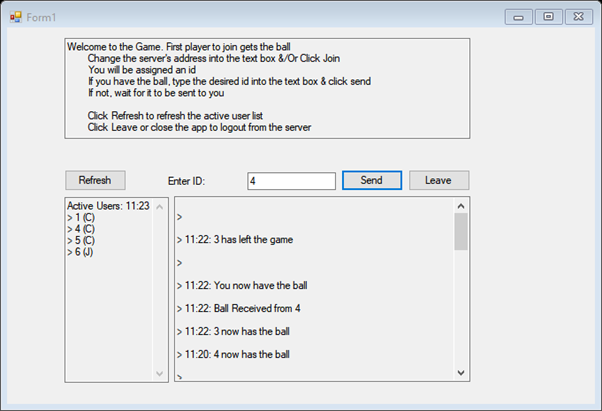 Form1
Welcome to the Game. First player to join gets the ball
Change the server's address into the text box &/Or Click Join
You will be assigned an id
If you have the ball, type the desired id into the text box & click send
If not, wait for it to be sent to you
Click Refresh to refresh the active user list
Click Leave or close the app to logout from the server
Refresh
Enter ID:
4
Send
Leave
Active Users: 11:23
> 1 (C)
> 4 (C)
> 5 (C)
> 6 (J)
>
> 11:22: 3 has left the game
>
> 11:22: You now have the ball
> 11:22: Ball Received from 4
> 11:22: 3 now has the ball
> 11:20: 4 now has the ball
>